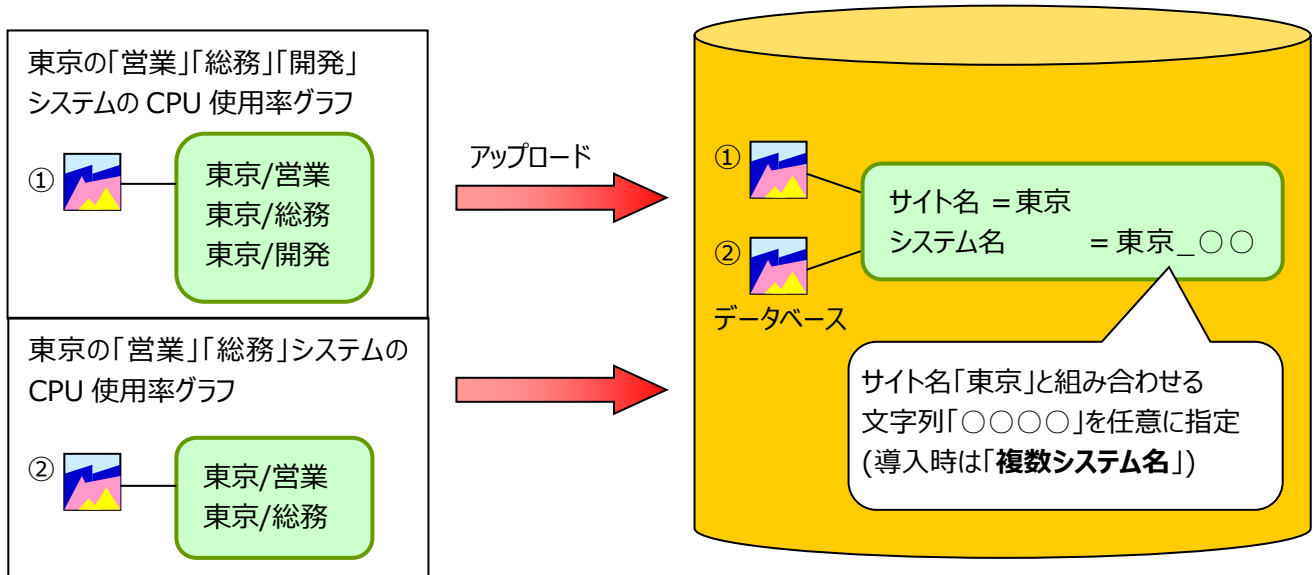 東京の「営業」「総務」「開発」
システムの CPU 使用率グラフ
①
東京/営業
東京/総務
東京/開発
東京の「営業」「総務」システムの
CPU 使用率グラフ
②
東京/営業
東京/総務
アップロード
①
②
データベース
サイト名 =東京
システム名 =東京_○○
サイト名「東京」と組み合わせる
文字列「○○○○」を任意に指定
(導入時は「複数システム名」)